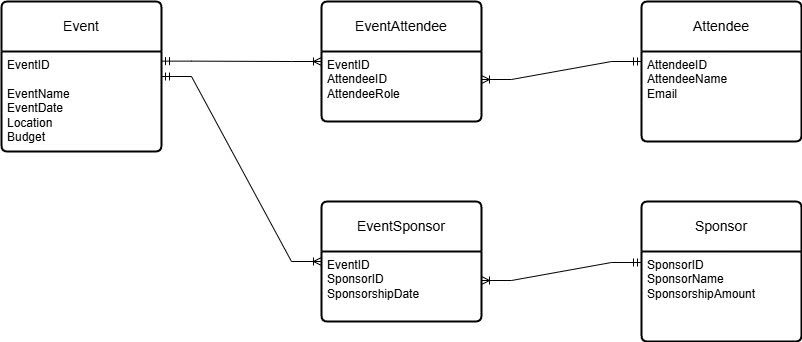 Event
EventID
EventName
EventDate
Location
Budget
EventAttendee
EventID
AttendeeID
AttendeeRole
Attendee
AttendeeID
AttendeeName
Email
EventSponsor
EventID
SponsorID
SponsorshipDate
Sponsor
SponsorID
SponsorName
SponsorshipAmount